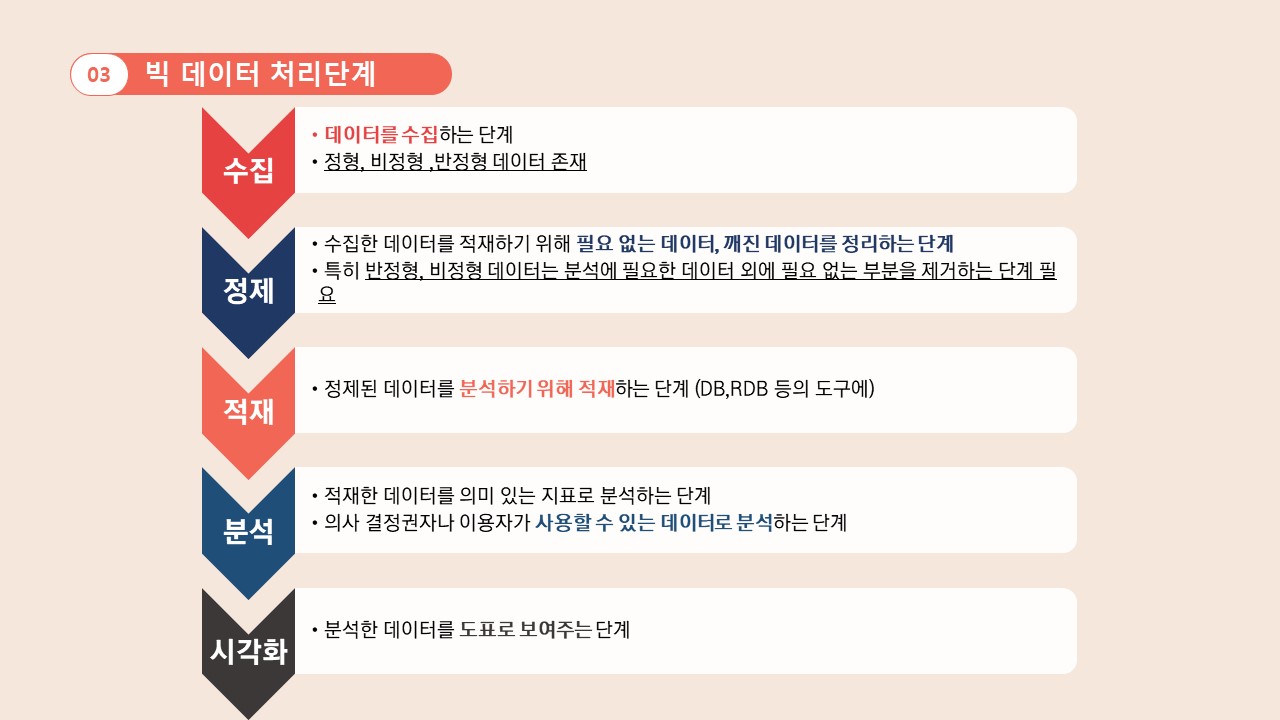 03 빅 데이터 처리단계
수집
• 데이터를 수집하는 단계
• 정형, 비정형 ,반정형 데이터 존재
정제
• 수집한 데이터를 적재하기 위해 필요 없는 데이터, 깨진 데이터를 정리하는 단계
• 특히 반정형, 비정형 데이터는 분석에 필요한 데이터 외에 필요 없는 부분을 제거하는 단계 필
요
적재
• 정제된 데이터를 분석하기 위해 적재하는 단계 (DB,RDB 등의 도구에)
분석
• 적재한 데이터를 의미 있는 지표로 분석하는 단계
• 의사 결정권자나 이용자가 사용할 수 있는 데이터로 분석하는 단계
시각화
• 분석한 데이터를 도표로 보여주는 단계